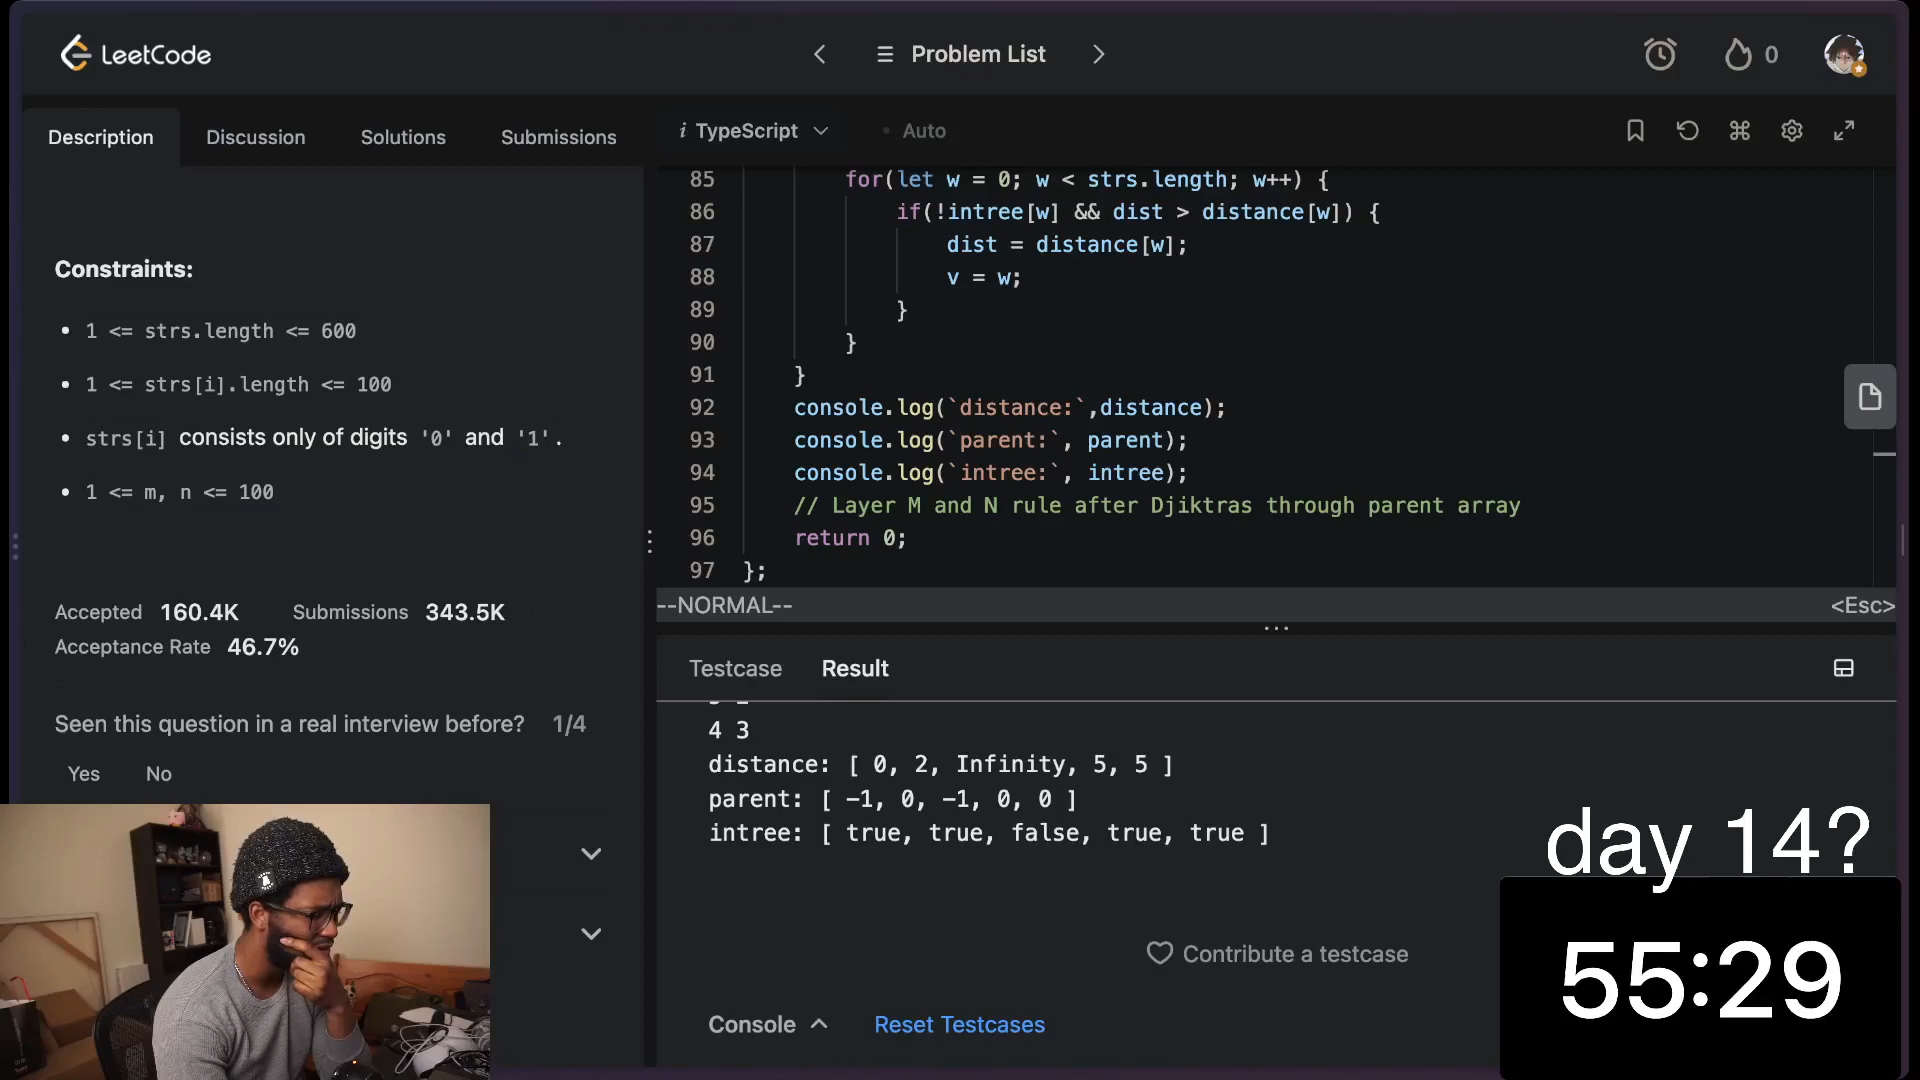 LeetCode
Problem List
0
Description
Discussion
Solutions
Submissions
i TypeScript
Auto
Constraints:
• 1 <= strs.length <= 600
• 1 <= strs[i].length <= 100
• strs[i] consists only of digits '0' and '1'.
• 1 <= m, n <= 100
Accepted 160.4K Submissions 343.5K
Acceptance Rate 46.7%
Seen this question in a real interview before? 1/4
Yes No
85 for(let w = 0; w < strs.length; w++) {
86 if(!intree[w] && dist > distance[w]) {
87 dist = distance[w];
88 v = w;
89 }
90 }
91 }
92 console.log(`distance:`,distance);
93 console.log(`parent:`, parent);
94 console.log(`intree:`, intree);
95 // Layer M and N rule after Djiktras through parent array
96 return 0;
97 };
--NORMAL-- <Esc>
Testcase Result
4 3
distance: [ 0, 2, Infinity, 5, 5 ]
parent: [ -1, 0, -1, 0, 0 ]
intree: [ true, true, false, true, true ]
Contribute a testcase
Console
Reset Testcases
day 14?
55:29